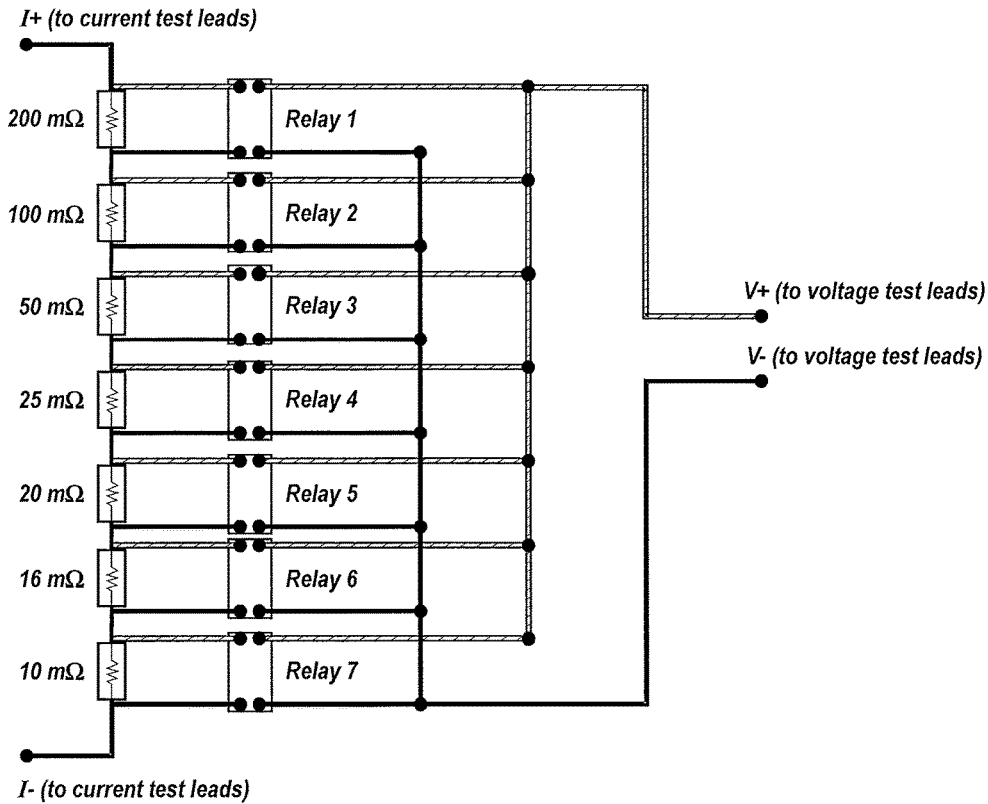 I+ (to current test leads)
200 mΩ
Relay 1
100 mΩ
Relay 2
50 mΩ
Relay 3
V+ (to voltage test leads)
V- (to voltage test leads)
25 mΩ
Relay 4
20 mΩ
Relay 5
16 mΩ
Relay 6
10 mΩ
Relay 7
I- (to current test leads)